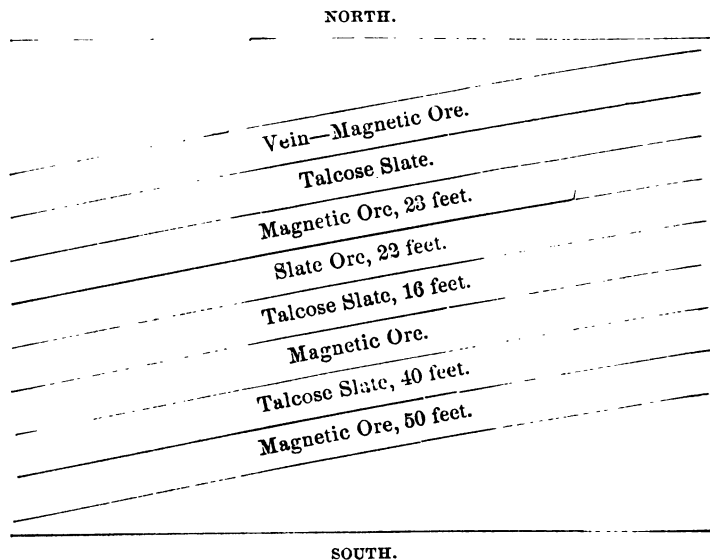 NORTH.
Vein—Magnetic Ore.
Talcose Slate.
Magnetic Ore, 23 feet.
Slate Ore, 22 feet.
Talcose Slate, 16 feet.
Magnetic Ore.
Talcose Slate, 40 feet.
Magnetic Ore, 50 feet.
SOUTH.